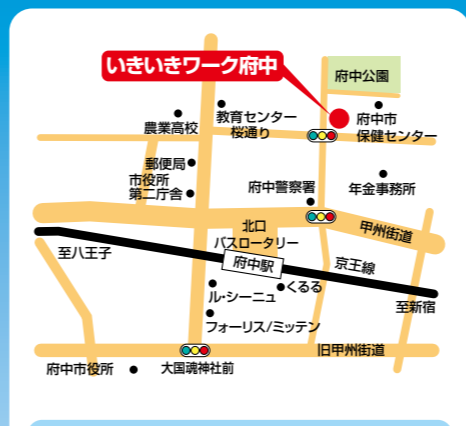 いきいきワーク府中
府中公園
教育センター
農業高校
桜通り
府中市
保健センター
郵便局
市役所
第二庁舎
府中警察署
年金事務所
北口
バスロータリー
甲州街道
至八王子
府中駅
京王線
くるる
ル・シーニュ
至新宿
フォーリス/ミッテン
旧甲州街道
府中市役所
大国魂神社前